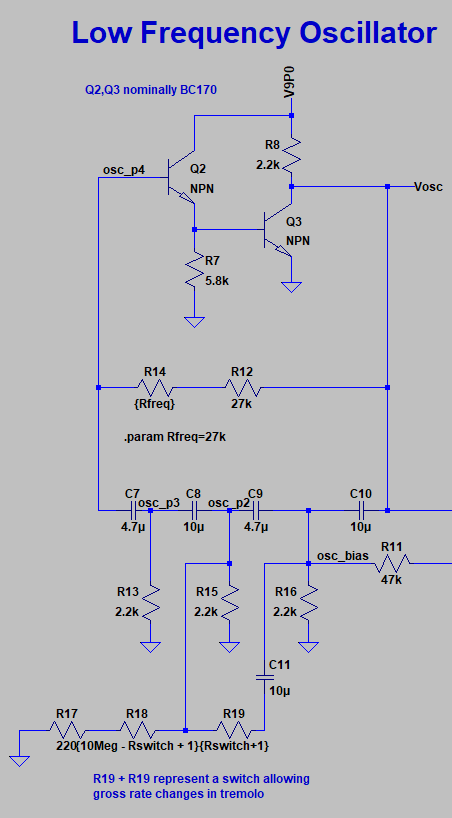 Low Frequency Oscillator
Q2,Q3 nominally BC170
V9P0
R8
2.2k
osc_p4
Q2
NPN
Vosc
Q3
NPN
R7
5.8k
R14
{Rfreq}
R12
27k
.param Rfreq=27k
C7
4.7µ
osc_p3
C8
10µ
osc_p2
C9
4.7µ
C10
10µ
osc_bias
R11
47k
R13
2.2k
R15
2.2k
R16
2.2k
C11
10µ
R17
R18
R19
220{10Meg - Rswitch + 1}{Rswitch+1}
R19 + R19 represent a switch allowing
gross rate changes in tremolo